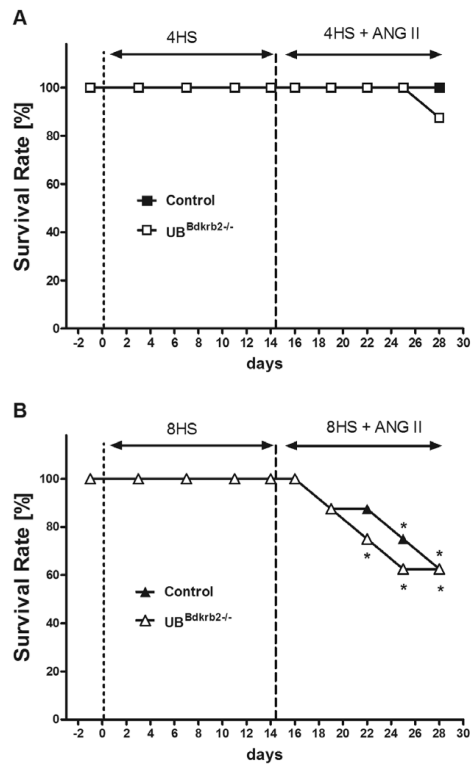 A
4HS 4HS + ANG II
Survival Rate [%]
100
80
60
40
20
0
Control
UB^Bdkrb2-/-
-2 0 2 4 6 8 10 12 14 16 18 20 22 24 26 28 30
days
B
8HS 8HS + ANG II
Survival Rate [%]
100
80
60
40
20
0
* *
* * *
Control
UB^Bdkrb2-/-
-2 0 2 4 6 8 10 12 14 16 18 20 22 24 26 28 30
days